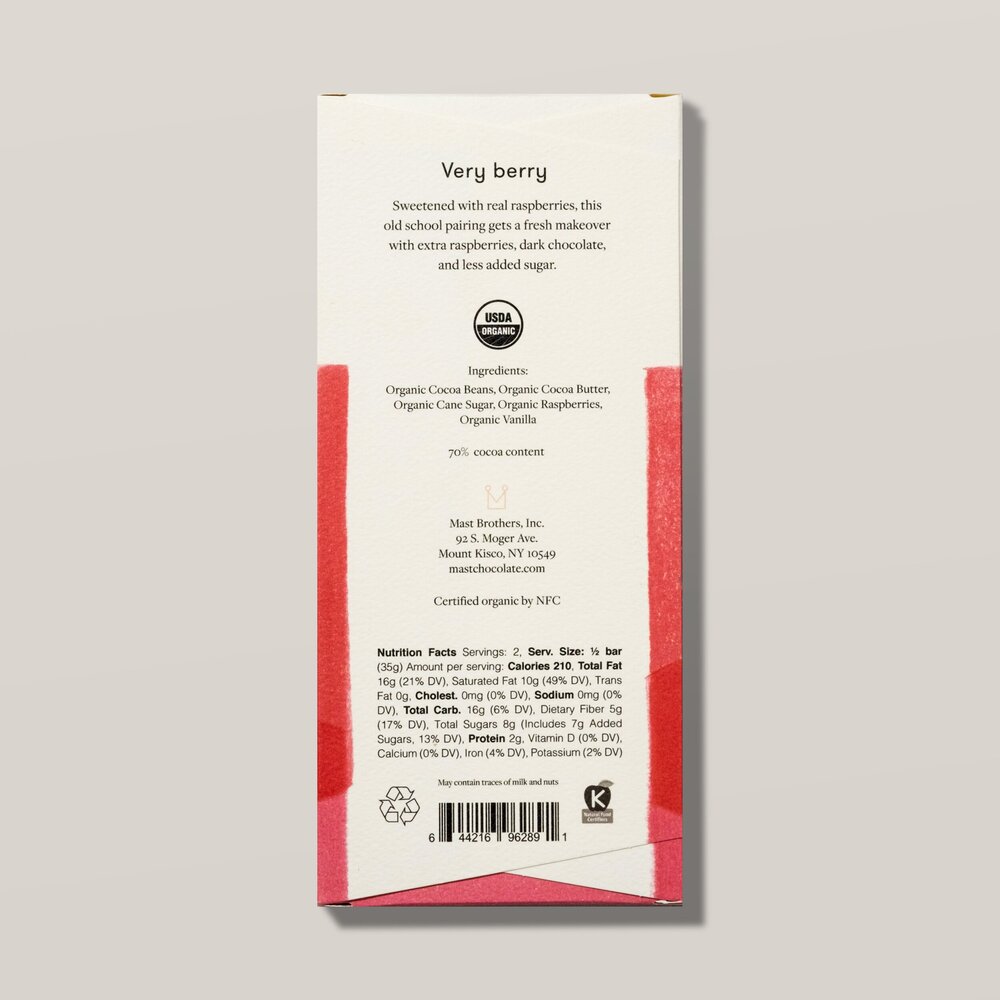 Very berry
Sweetened with real raspberries, this
old school pairing gets a fresh makeover
with extra raspberries, dark chocolate,
and less added sugar.
USDA
ORGANIC
Ingredients:
Organic Cocoa Beans, Organic Cocoa Butter,
Organic Cane Sugar, Organic Raspberries,
Organic Vanilla
70% cocoa content
Mast Brothers, Inc.
92 S. Moger Ave.
Mount Kisco, NY 10549
mastchocolate.com
Certified organic by NFC
Nutrition Facts Servings: 2, Serv. Size: ½ bar
(35g) Amount per serving: Calories 210, Total Fat
16g (21% DV), Saturated Fat 10g (49% DV), Trans
Fat 0g, Cholest. 0mg (0% DV), Sodium 0mg (0%
DV), Total Carb. 16g (6% DV), Dietary Fiber 5g
(17% DV), Total Sugars 8g (Includes 7g Added
Sugars, 13% DV), Protein 2g, Vitamin D (0% DV),
Calcium (0% DV), Iron (4% DV), Potassium (2% DV)
May contain traces of milk and nuts
K
Natural Food
Certifiers
6 44216 96289 1